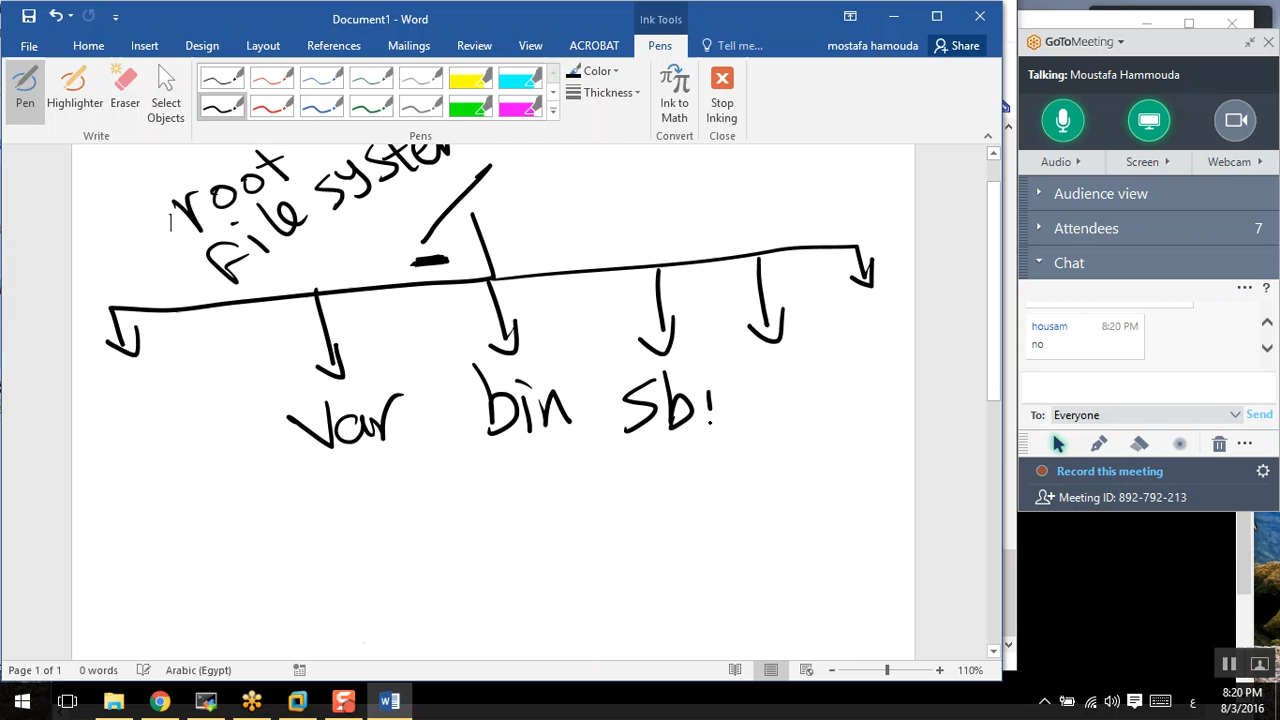 Document1 - Word
Ink Tools
File Home Insert Design Layout References Mailings Review View ACROBAT Pens Tell me... mostafa hamouda Share
Pen Highlighter Eraser Select Objects
Color
Thickness
Ink to Math
Stop Inking
Write Pens Convert Close
root
File system
var bin sbi
Page 1 of 1 0 words Arabic (Egypt) 110%
GoToMeeting
Talking: Moustafa Hammouda
Audio Screen Webcam
Audience view
Attendees 7
Chat
housam 8:20 PM
no
To: Everyone Send
Record this meeting
Meeting ID: 892-792-213
ع 8:20 PM
8/3/2016